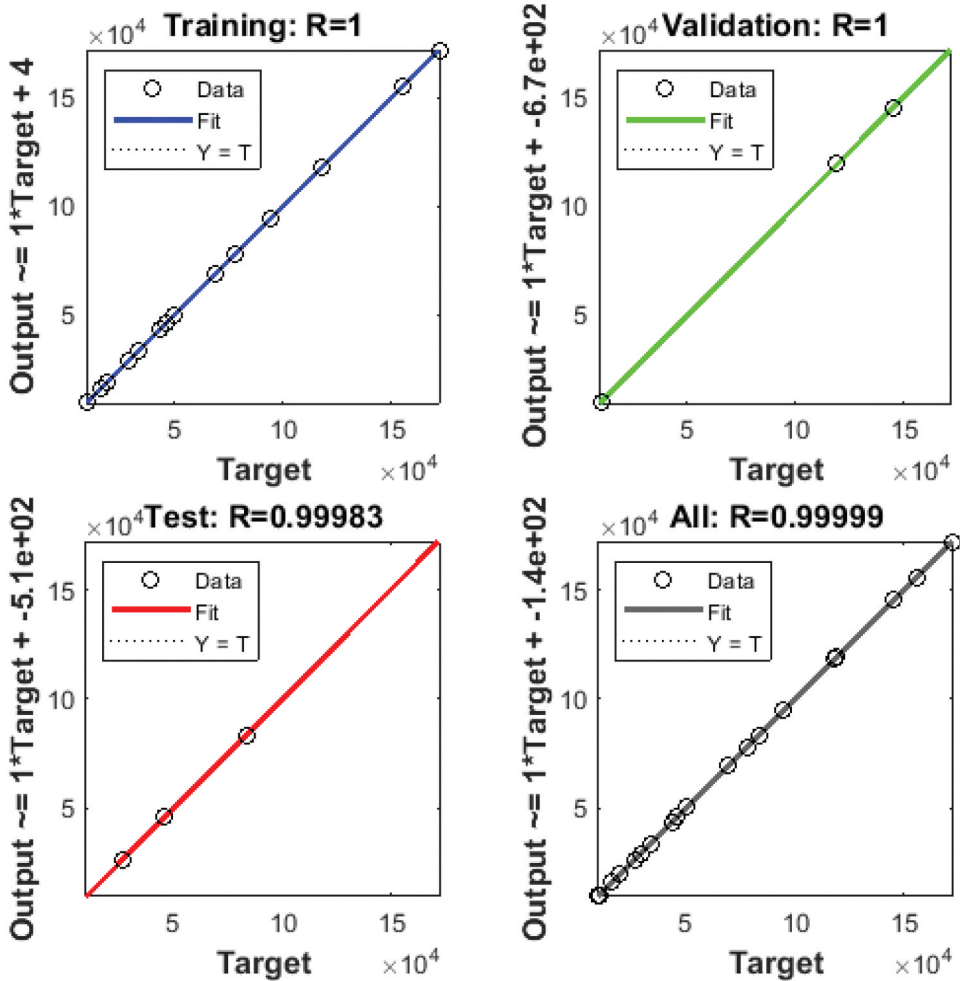 ×10⁴ Training: R=1
Output ~= 1*Target + 4
Data
Fit
Y = T
15
10
5
5
10
15
Target
×10⁴
×10⁴ Validation: R=1
Output ~= 1*Target + -6.7e+02
Data
Fit
Y = T
15
10
5
5
10
15
Target
×10⁴
×10⁴ Test: R=0.99983
Output ~= 1*Target + -5.1e+02
Data
Fit
Y = T
15
10
5
5
10
15
Target
×10⁴
×10⁴ All: R=0.99999
Output ~= 1*Target + -1.4e+02
Data
Fit
Y = T
15
10
5
5
10
15
Target
×10⁴